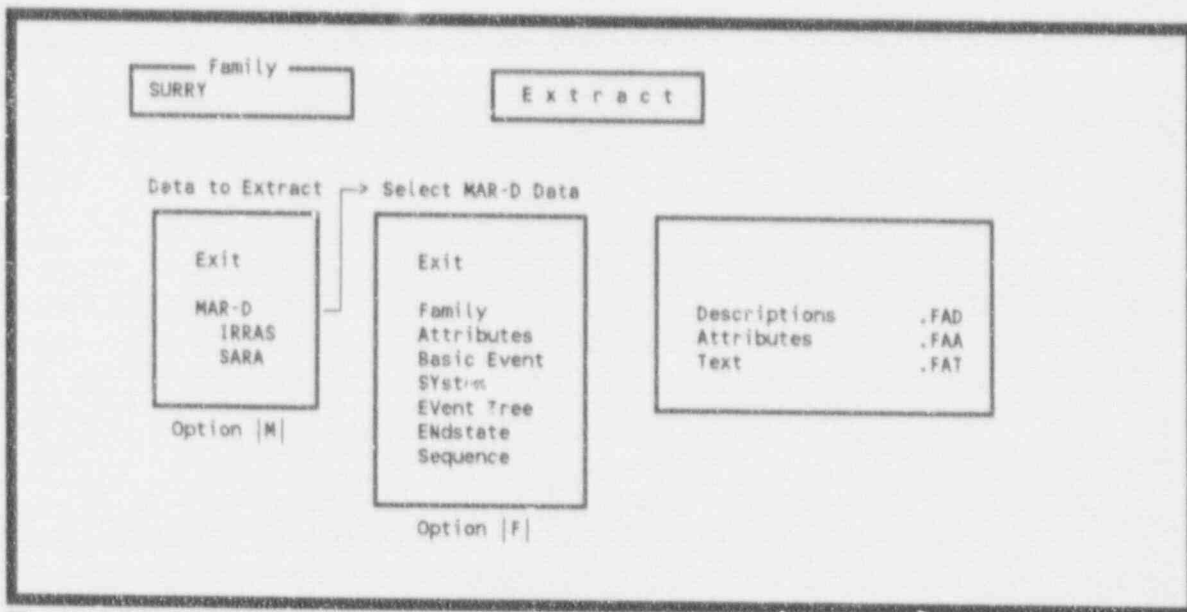 Family
SURRY
E x t r a c t
Data to Extract
Select MAR-D Data
Exit
MAR-D
IRRAS
SARA
Option |M|
Exit
Family
Attributes
Basic Event
SYstem
EVent Tree
ENdstate
Sequence
Option |F|
Descriptions .FAD
Attributes .FAA
Text .FAT